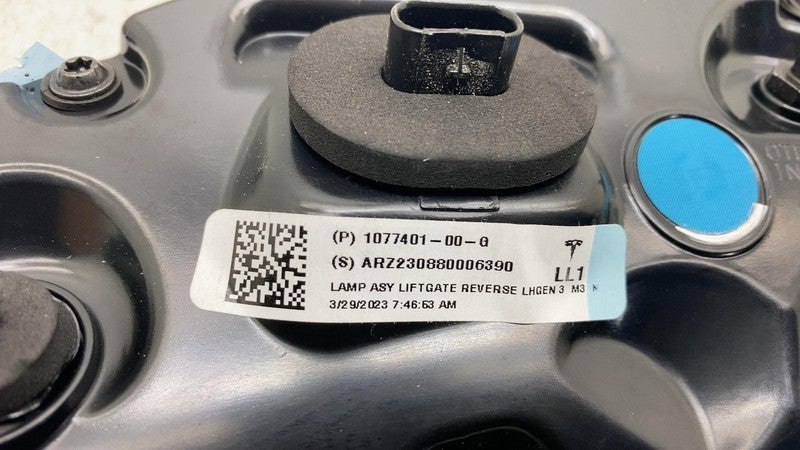 (P) 1077401-00-G
(S) ARZ230880006390
LL1
LAMP ASY LIFTGATE REVERSE LHGEN 3 M3 N
3/29/2023 7:46:53 AM